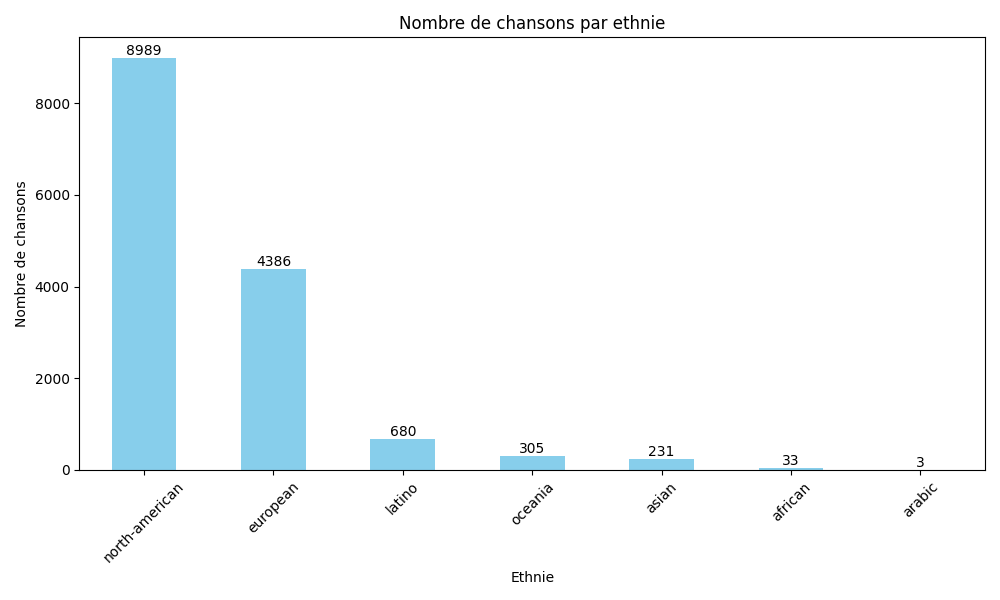 Nombre de chansons par ethnie
Nombre de chansons
8000
6000
4000
2000
0
8989
4386
680
305
231
33
3
north-american
european
latino
oceania
asian
african
arabic
Ethnie